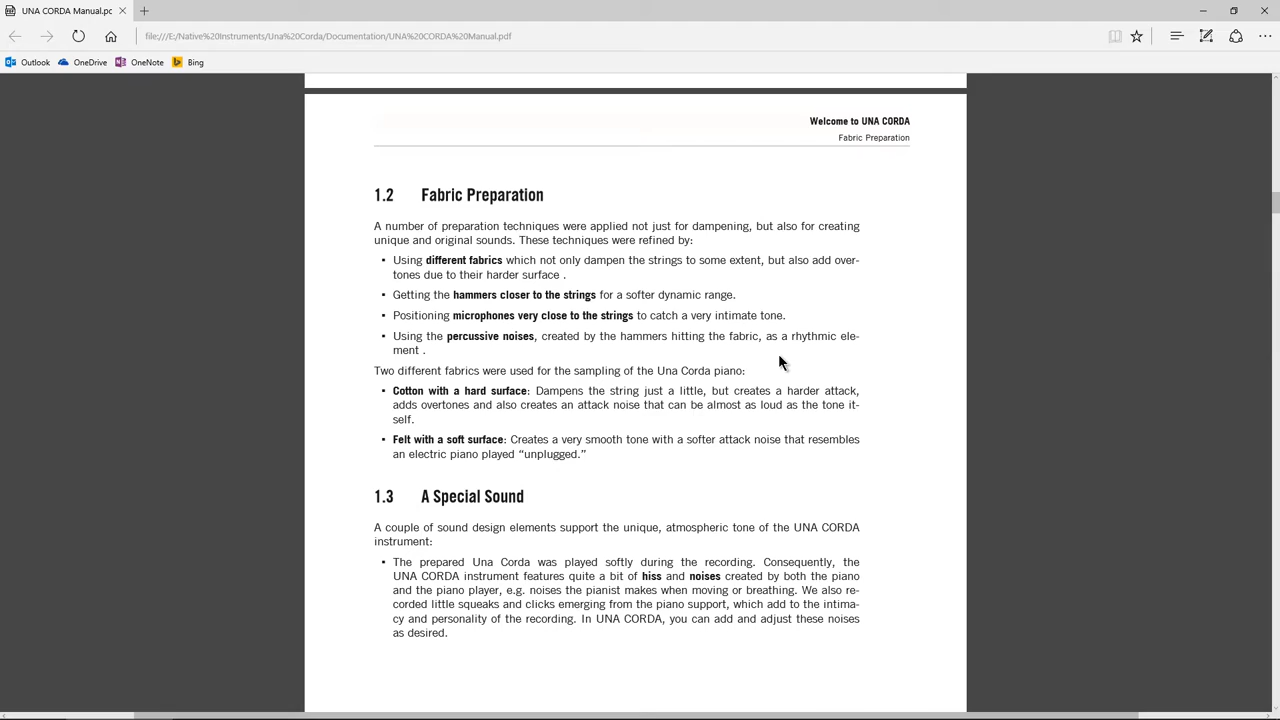 UNA CORDA Manual.pc
file:///E:/Native%20Instruments/Una%20Corda/Documentation/UNA%20CORDA%20Manual.pdf
Outlook OneDrive OneNote Bing
Welcome to UNA CORDA
Fabric Preparation
1.2 Fabric Preparation
A number of preparation techniques were applied not just for dampening, but also for creating
unique and original sounds. These techniques were refined by:
▪ Using different fabrics which not only dampen the strings to some extent, but also add over-
tones due to their harder surface .
▪ Getting the hammers closer to the strings for a softer dynamic range.
▪ Positioning microphones very close to the strings to catch a very intimate tone.
▪ Using the percussive noises, created by the hammers hitting the fabric, as a rhythmic ele-
ment .
Two different fabrics were used for the sampling of the Una Corda piano:
▪ Cotton with a hard surface: Dampens the string just a little, but creates a harder attack,
adds overtones and also creates an attack noise that can be almost as loud as the tone it-
self.
▪ Felt with a soft surface: Creates a very smooth tone with a softer attack noise that resembles
an electric piano played “unplugged.”
1.3 A Special Sound
A couple of sound design elements support the unique, atmospheric tone of the UNA CORDA
instrument:
▪ The prepared Una Corda was played softly during the recording. Consequently, the
UNA CORDA instrument features quite a bit of hiss and noises created by both the piano
and the piano player, e.g. noises the pianist makes when moving or breathing. We also re-
corded little squeaks and clicks emerging from the piano support, which add to the intima-
cy and personality of the recording. In UNA CORDA, you can add and adjust these noises
as desired.